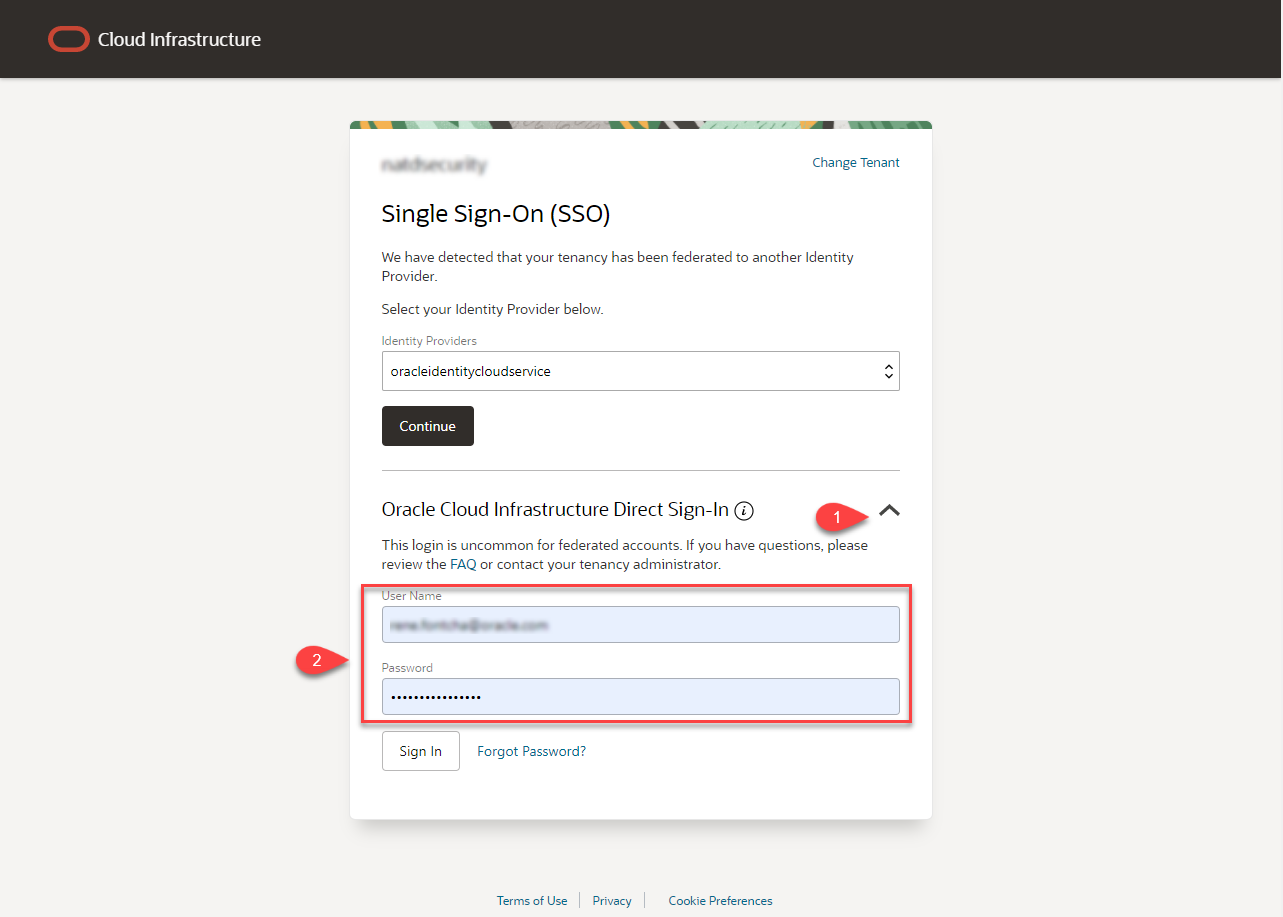 Cloud Infrastructure
Change Tenant
Single Sign-On (SSO)
We have detected that your tenancy has been federated to another Identity
Provider.
Select your Identity Provider below.
Identity Providers
oracleidentitycloudservice
Continue
Oracle Cloud Infrastructure Direct Sign-In i
1
This login is uncommon for federated accounts. If you have questions, please
review the FAQ or contact your tenancy administrator.
User Name
2
Password
••••••••••••••••
Sign In Forgot Password?
Terms of Use Privacy Cookie Preferences